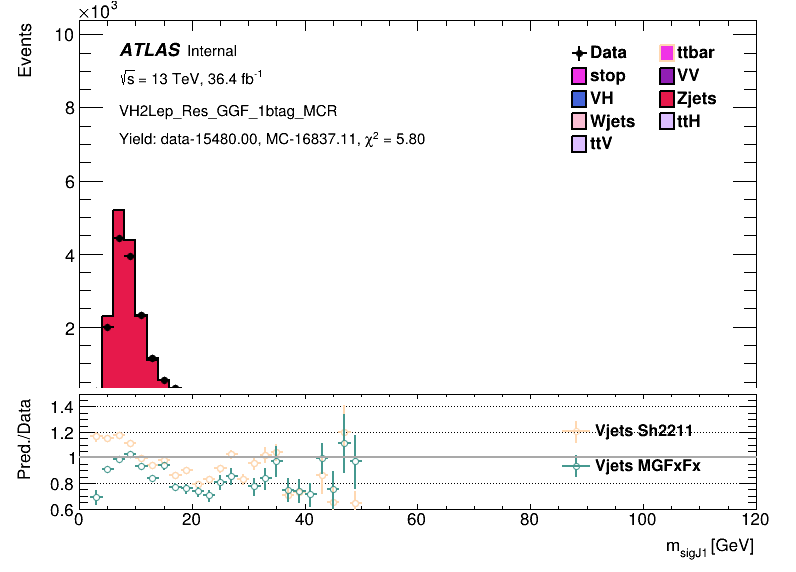 ×10³
Events
10
8
6
4
2
ATLAS Internal
√s = 13 TeV, 36.4 fb⁻¹
VH2Lep_Res_GGF_1btag_MCR
Yield: data-15480.00, MC-16837.11, χ² = 5.80
Data
ttbar
stop
VV
VH
Zjets
Wjets
ttH
ttV
Pred./Data
1.4
1.2
1
0.8
0.6
Vjets Sh2211
Vjets MGFxFx
0 20 40 60 80 100 120
m_sigJ1 [GeV]